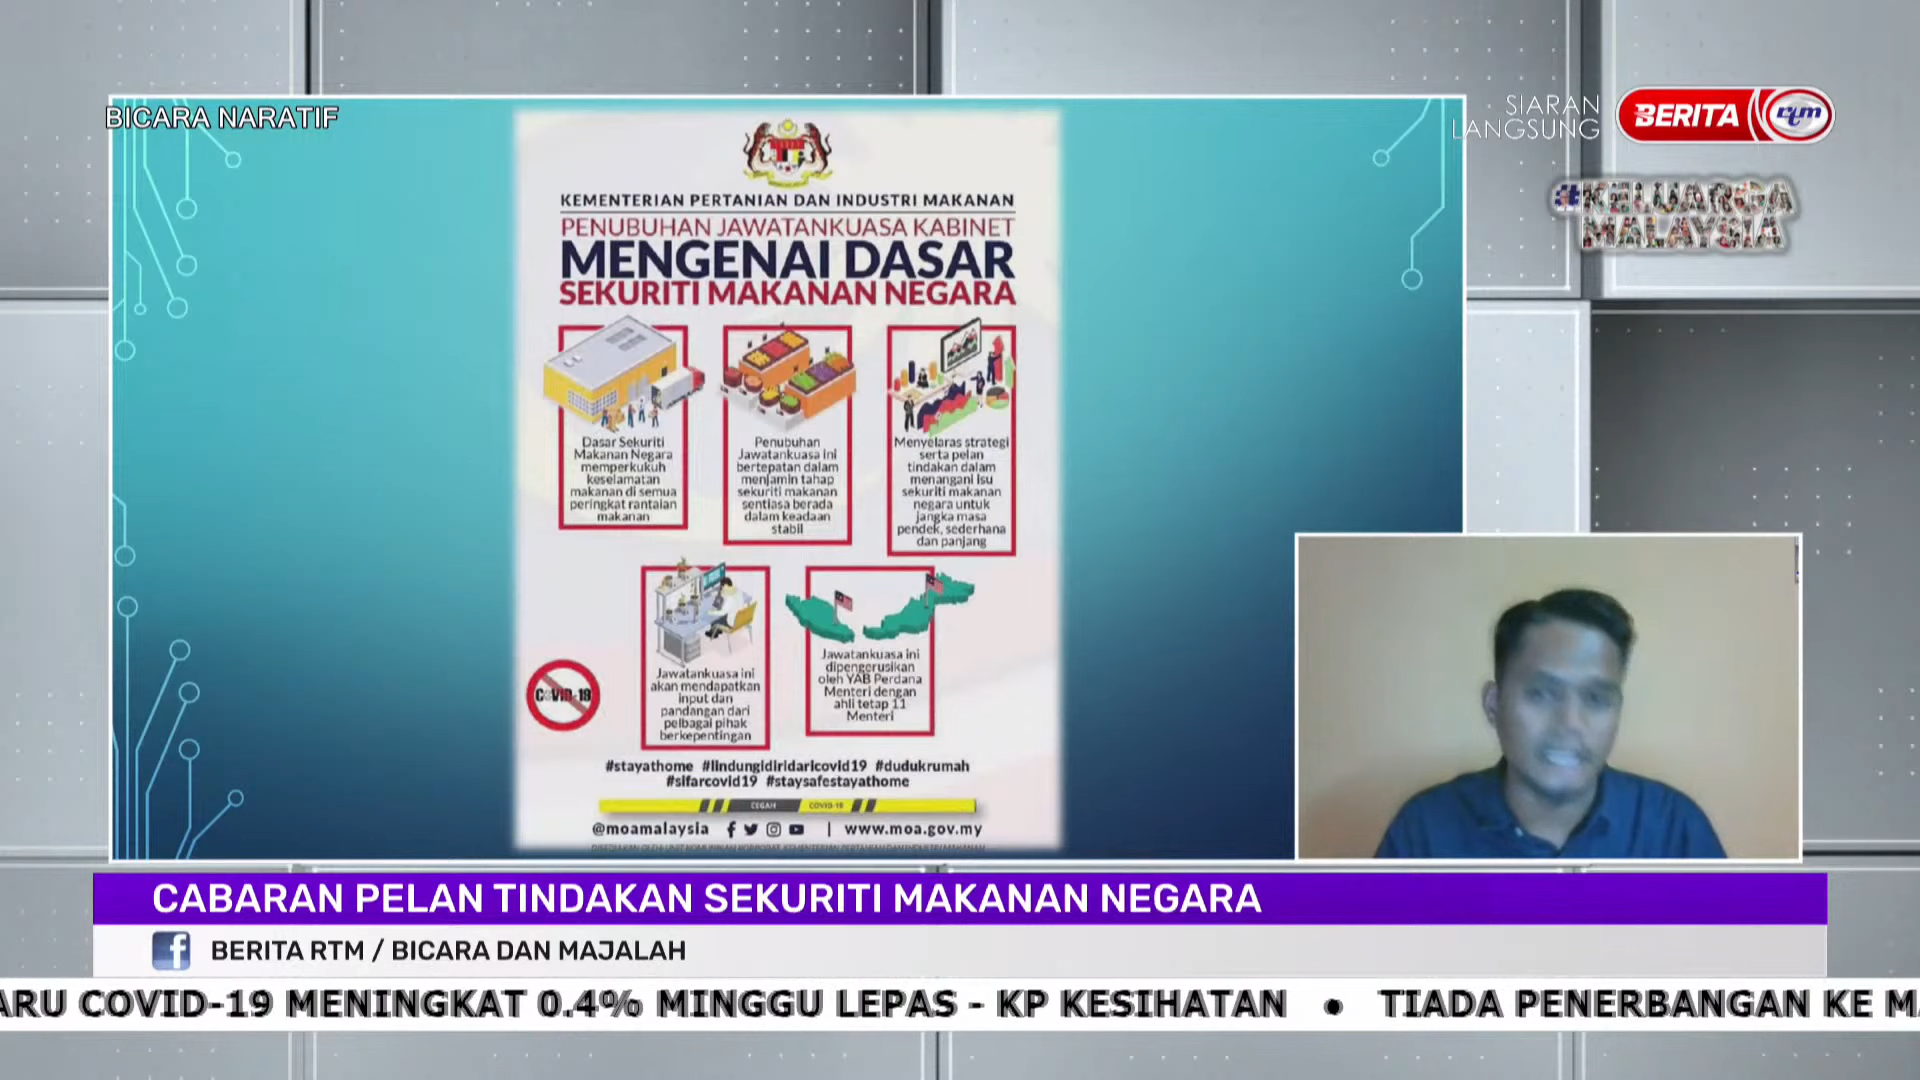 BICARA NARATIF
SIARAN
LANGSUNG
BERITA rtm
#KELUARGA
MALAYSIA
KEMENTERIAN PERTANIAN DAN INDUSTRI MAKANAN
PENUBUHAN JAWATANKUASA KABINET
MENGENAI DASAR
SEKURITI MAKANAN NEGARA
Dasar Sekuriti
Makanan Negara
memperkukuh
keselamatan
makanan di semua
peringkat rantaian
makanan
Penubuhan
Jawatankuasa ini
bertepatan dalam
menjamin tahap
sekuriti makanan
sentiasa berada
dalam keadaan
stabil
Menyelaras strategi
serta pelan
tindakan dalam
menangani isu
sekuriti makanan
negara untuk
jangka masa
pendek, sederhana
dan panjang
Jawatankuasa ini
akan mendapatkan
input dan
pandangan dari
pelbagai pihak
berkepentingan
Jawatankuasa ini
dipengerusikan
oleh YAB Perdana
Menteri dengan
ahli tetap 11
Menteri
COVID-19
#stayathome #lindungidiridaricovid19 #dudukrumah
#sifarcovid19 #staysafestayathome
CEGAH COVID-19
@moamalaysia | www.moa.gov.my
CABARAN PELAN TINDAKAN SEKURITI MAKANAN NEGARA
BERITA RTM / BICARA DAN MAJALAH
ARU COVID-19 MENINGKAT 0.4% MINGGU LEPAS - KP KESIHATAN • TIADA PENERBANGAN KE MA